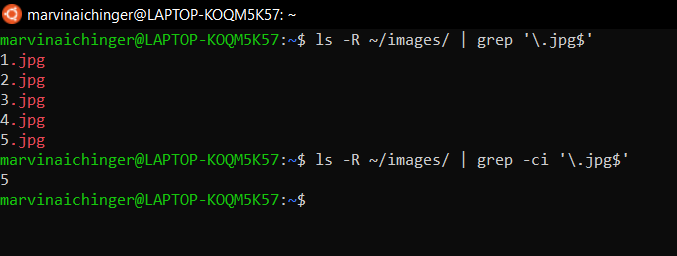 marvinaichinger@LAPTOP-KOQM5K57: ~
marvinaichinger@LAPTOP-KOQM5K57:~$ ls -R ~/images/ | grep '\.jpg$'
1.jpg
2.jpg
3.jpg
4.jpg
5.jpg
marvinaichinger@LAPTOP-KOQM5K57:~$ ls -R ~/images/ | grep -ci '\.jpg$'
5
marvinaichinger@LAPTOP-KOQM5K57:~$